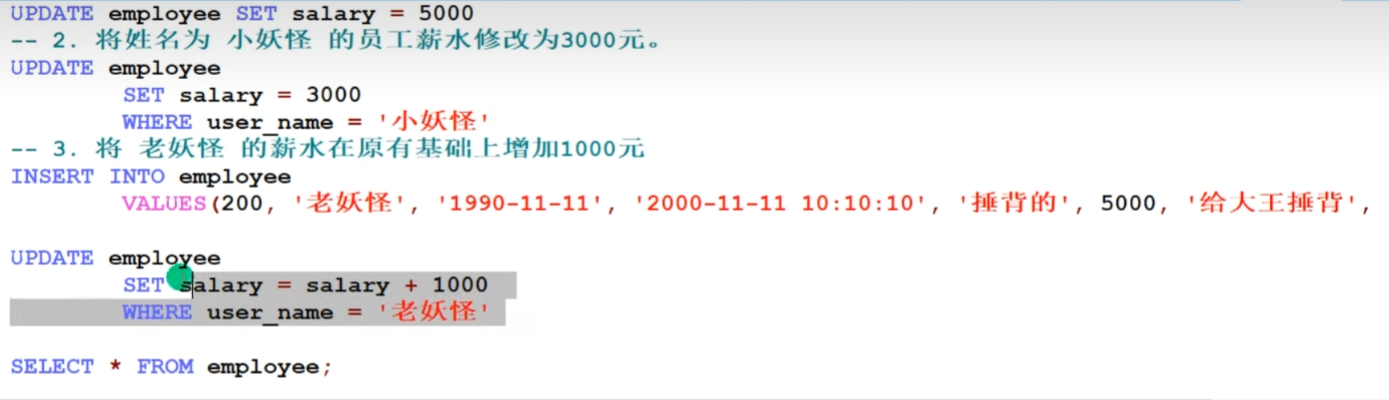 UPDATE employee SET salary = 5000
-- 2. 将姓名为 小妖怪 的员工薪水修改为3000元。
UPDATE employee
SET salary = 3000
WHERE user_name = '小妖怪'
-- 3. 将 老妖怪 的薪水在原有基础上增加1000元
INSERT INTO employee
VALUES(200, '老妖怪', '1990-11-11', '2000-11-11 10:10:10', '捶背的', 5000, '给大王捶背',
UPDATE employee
SET salary = salary + 1000
WHERE user_name = '老妖怪'
SELECT * FROM employee;